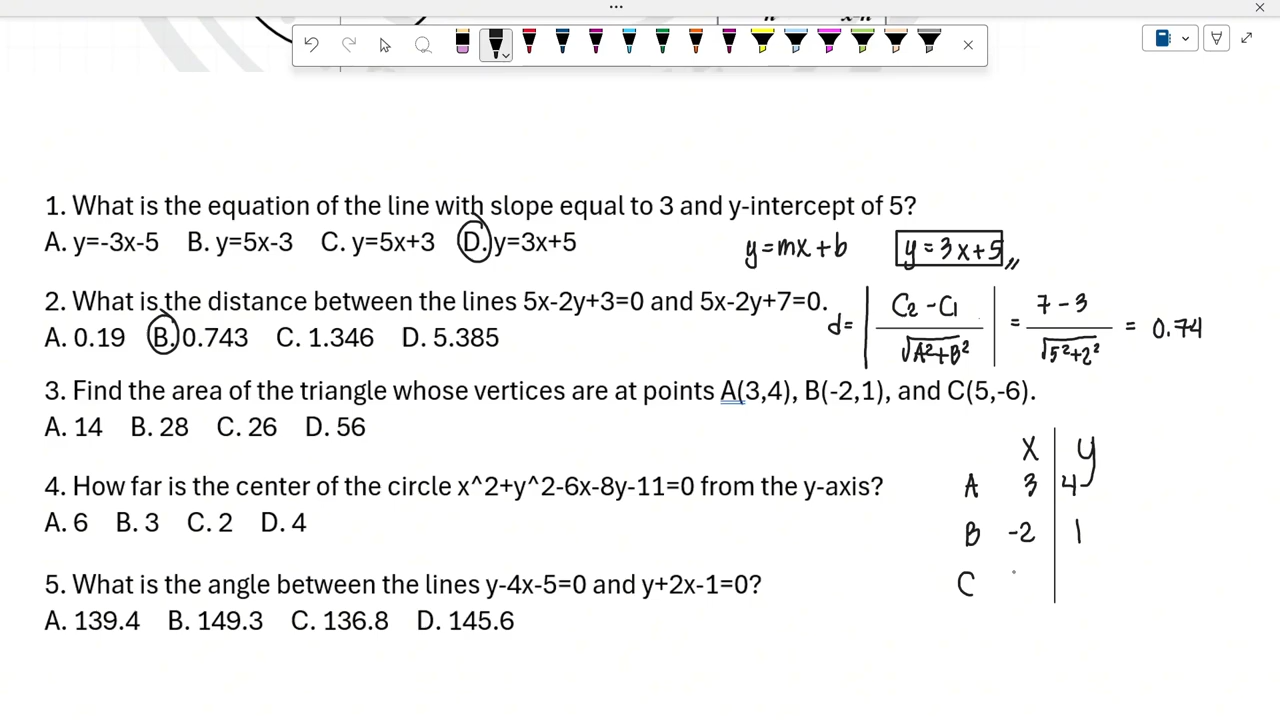 1. What is the equation of the line with slope equal to 3 and y-intercept of 5?
A. y=-3x-5 B. y=5x-3 C. y=5x+3 D. y=3x+5 y=mx+b y=3x+5
2. What is the distance between the lines 5x-2y+3=0 and 5x-2y+7=0. d=|(C2-C1)/√A²+B²| = (7-3)/√5²+2² = 0.74
A. 0.19 B. 0.743 C. 1.346 D. 5.385
3. Find the area of the triangle whose vertices are at points A(3,4), B(-2,1), and C(5,-6).
A. 14 B. 28 C. 26 D. 56
x y
4. How far is the center of the circle x^2+y^2-6x-8y-11=0 from the y-axis? A 3 4
A. 6 B. 3 C. 2 D. 4 B -2 1
5. What is the angle between the lines y-4x-5=0 and y+2x-1=0? C
A. 139.4 B. 149.3 C. 136.8 D. 145.6